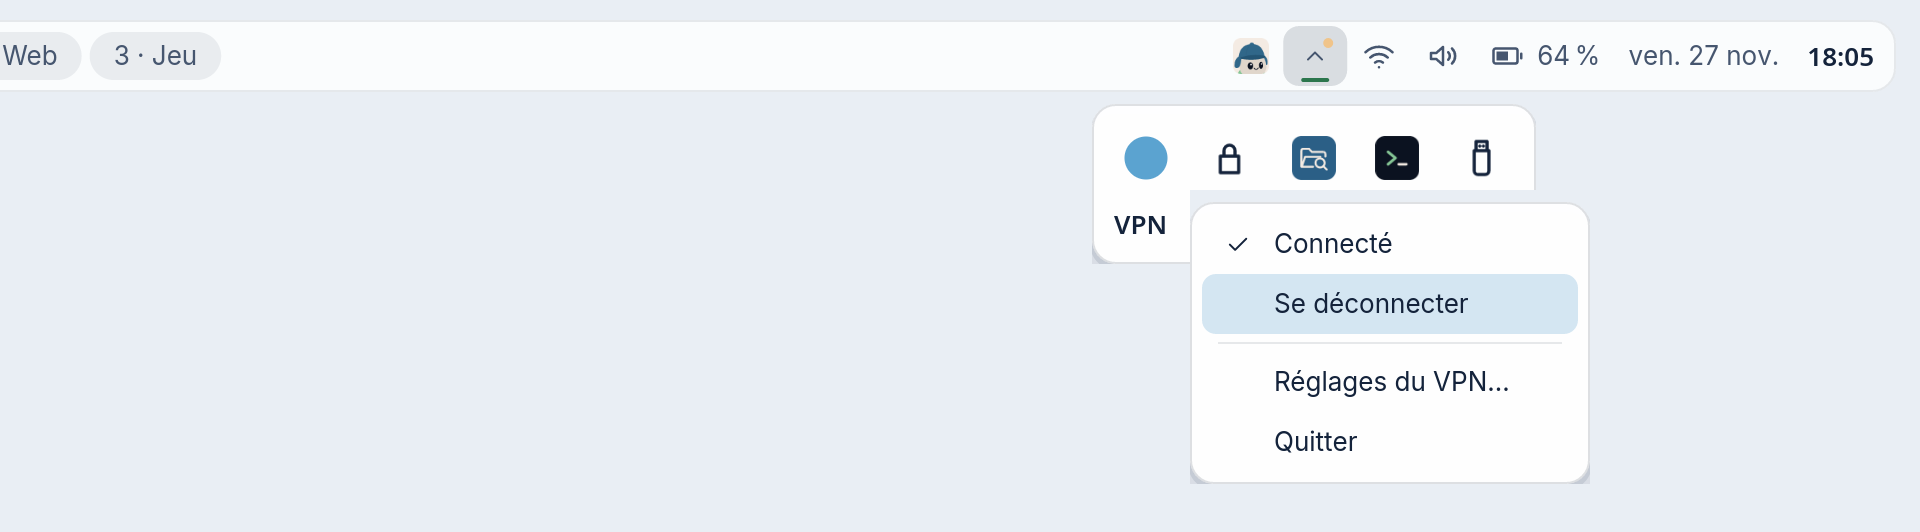 Web 3 · Jeu 64 % ven. 27 nov. 18:05
VPN
Connecté
Se déconnecter
Réglages du VPN...
Quitter